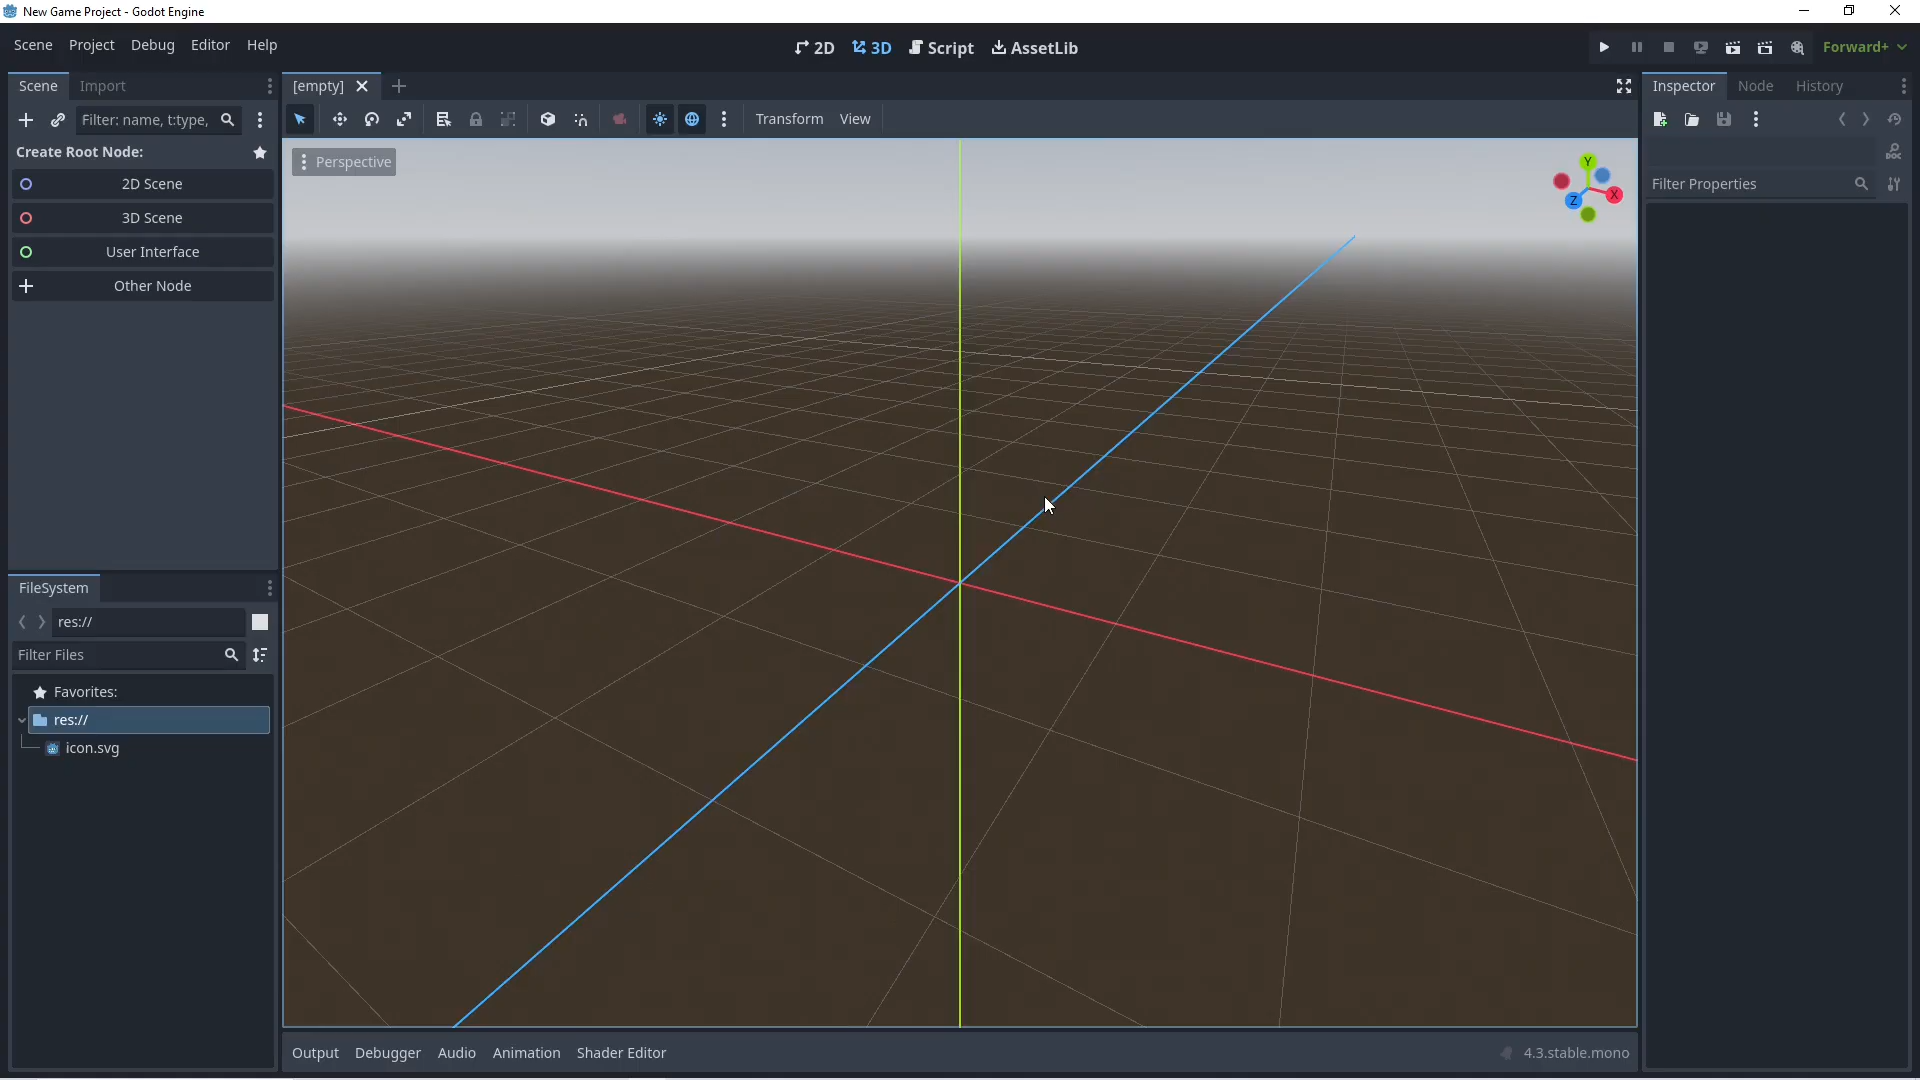 New Game Project - Godot Engine
Scene Project Debug Editor Help
2D 3D Script AssetLib
Forward+
Scene Import
[empty]
Inspector Node History
Filter: name, t:type,
Transform View
Create Root Node:
Perspective
Y
X
Z
DOC
Filter Properties
2D Scene
3D Scene
User Interface
Other Node
FileSystem
res://
Filter Files
Favorites:
res://
icon.svg
Output Debugger Audio Animation Shader Editor
4.3.stable.mono